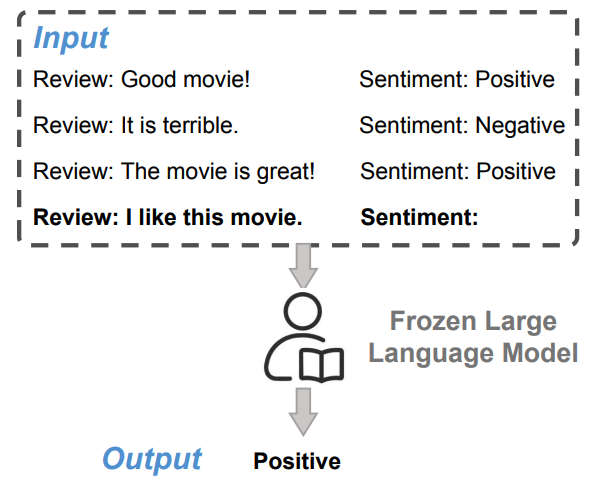 Input
Review: Good movie! Sentiment: Positive
Review: It is terrible. Sentiment: Negative
Review: The movie is great! Sentiment: Positive
Review: I like this movie. Sentiment:
Frozen Large
Language Model
Output Positive